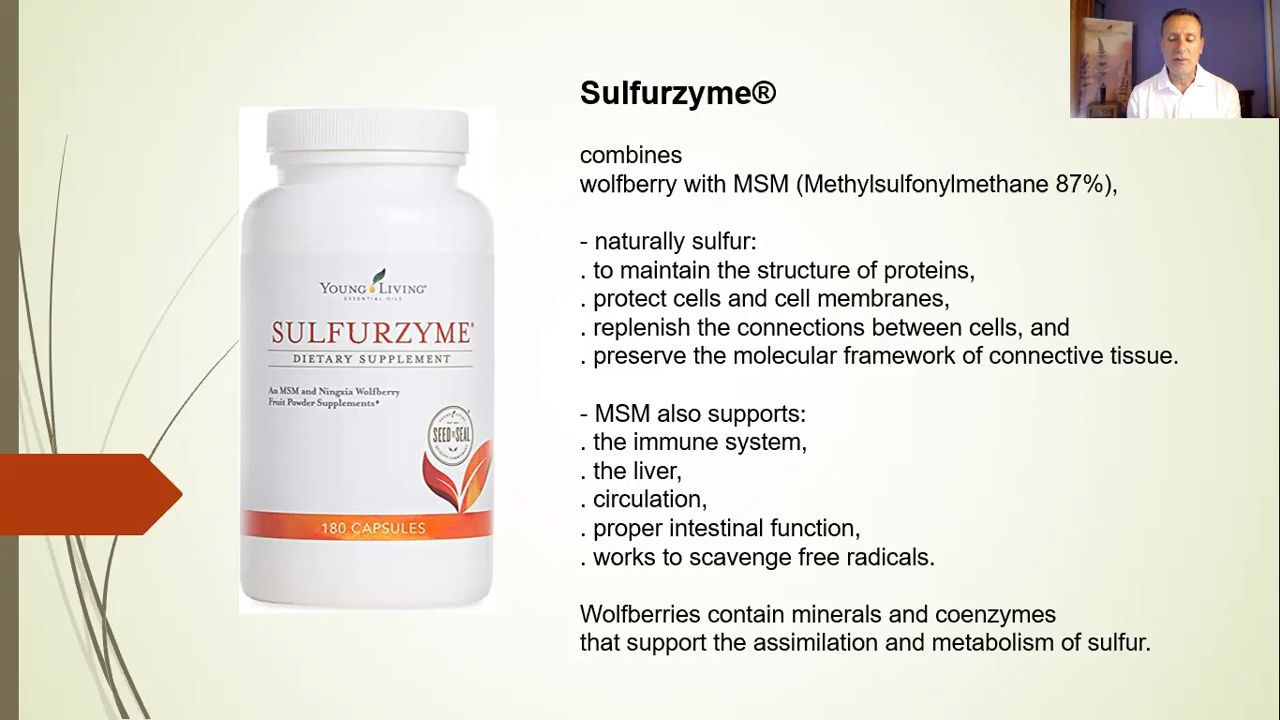 Sulfurzyme®
combines
wolfberry with MSM (Methylsulfonylmethane 87%),
- naturally sulfur:
. to maintain the structure of proteins,
. protect cells and cell membranes,
. replenish the connections between cells, and
. preserve the molecular framework of connective tissue.
- MSM also supports:
. the immune system,
. the liver,
. circulation,
. proper intestinal function,
. works to scavenge free radicals.
Wolfberries contain minerals and coenzymes
that support the assimilation and metabolism of sulfur.
YOUNG LIVING®
ESSENTIAL OILS
SULFURZYME®
DIETARY SUPPLEMENT
An MSM and Ningxia Wolfberry
Fruit Powder Supplements*
SEED TO SEAL
180 CAPSULES